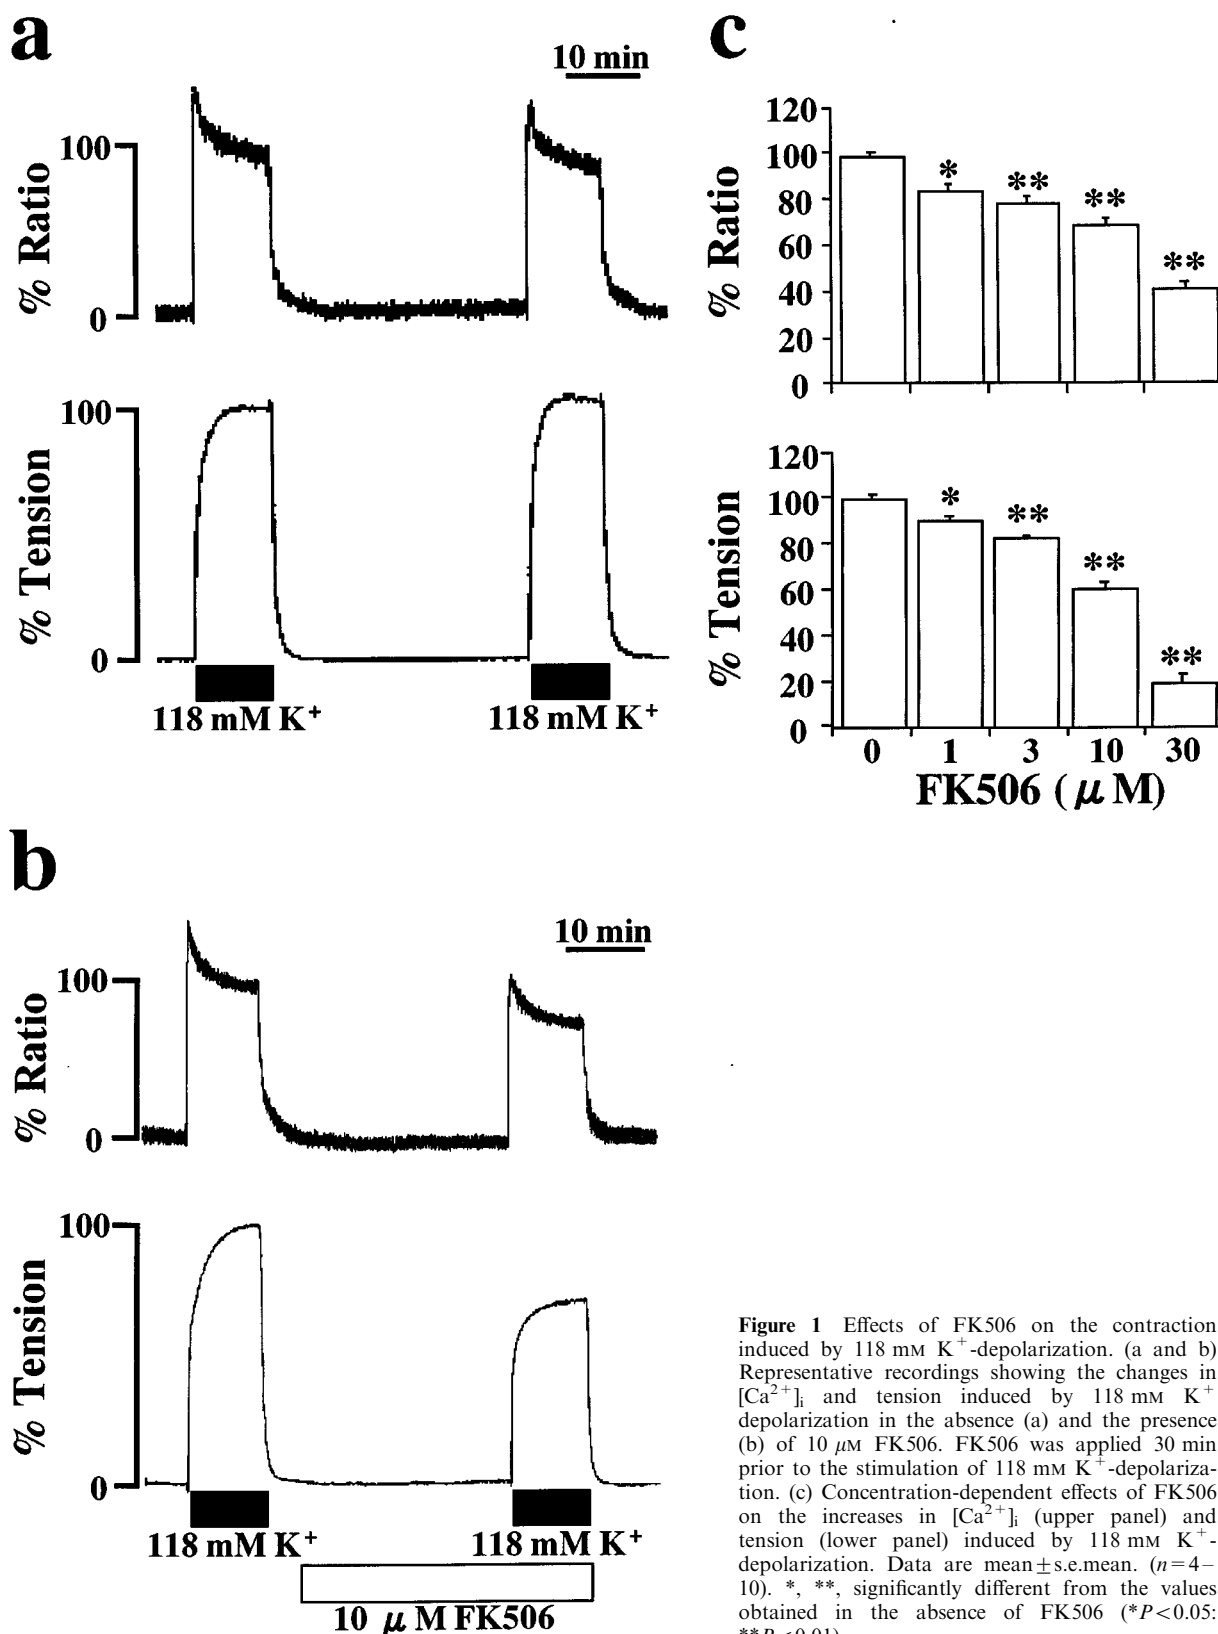 a
10 min
100
% Ratio
0
100
% Tension
0
118 mM K+
118 mM K+
c
120
100
80
60
40
20
0
% Ratio
*
**
**
**
120
100
80
60
40
20
0
% Tension
*
**
**
**
0 1 3 10 30
FK506 (μM)
b
10 min
100
% Ratio
0
100
% Tension
0
118 mM K+
118 mM K+
10 μM FK506
Figure 1 Effects of FK506 on the contraction
induced by 118 mM K+-depolarization. (a and b)
Representative recordings showing the changes in
[Ca2+]i and tension induced by 118 mM K+
depolarization in the absence (a) and the presence
(b) of 10 μM FK506. FK506 was applied 30 min
prior to the stimulation of 118 mM K+-depolariza-
tion. (c) Concentration-dependent effects of FK506
on the increases in [Ca2+]i (upper panel) and
tension (lower panel) induced by 118 mM K+-
depolarization. Data are mean±s.e.mean. (n=4–
10). *, **, significantly different from the values
obtained in the absence of FK506 (*P<0.05:
**P<0.01)